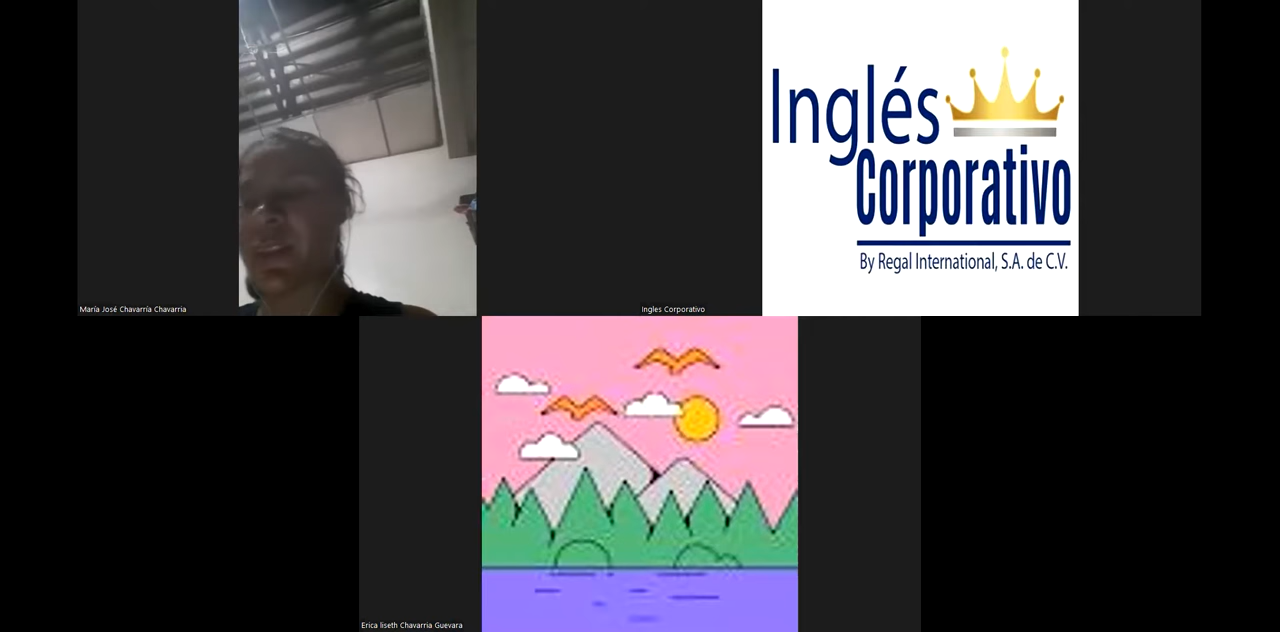 Inglés
Corporativo
By Regal International, S.A. de C.V.
María José Chavarría Chavarria
Ingles Corporativo
Erica liseth Chavarria Guevara